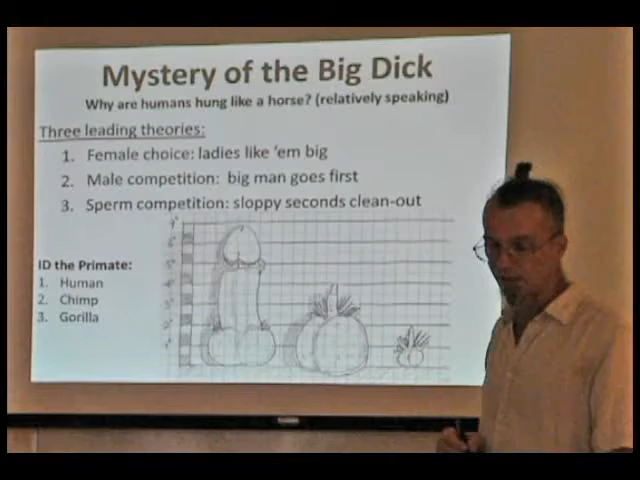 Mystery of the Big Dick
Why are humans hung like a horse? (relatively speaking)
Three leading theories:
1. Female choice: ladies like 'em big
2. Male competition: big man goes first
3. Sperm competition: sloppy seconds clean-out
ID the Primate:
1. Human
2. Chimp
3. Gorilla